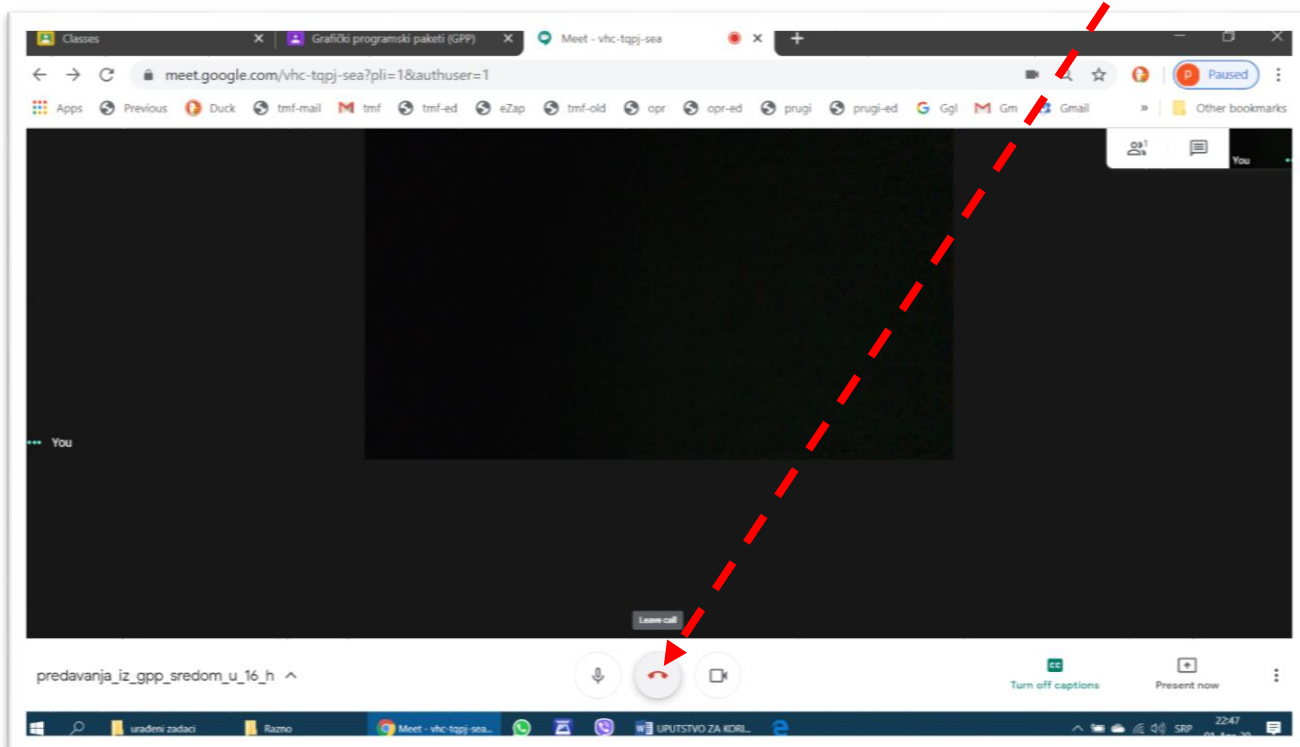 Classes Grafički programski paketi (GPP) Meet - vhc-tqpj-sea
meet.google.com/vhc-tqpj-sea?pli=1&authuser=1 P Paused
Apps Previous Duck tmf-mail tmf tmf-ed eZap tmf-old opr opr-ed prugi prugi-ed Ggl Gm Gmail » Other bookmarks
1 You
You
Leave call
predavanja_iz_gpp_sredom_u_16_h
CC
Turn off captions Present now
urađeni zadaci Razno Meet - vhc-tqpj-sea... UPUTSTVO ZA KORI... SRP 22:47